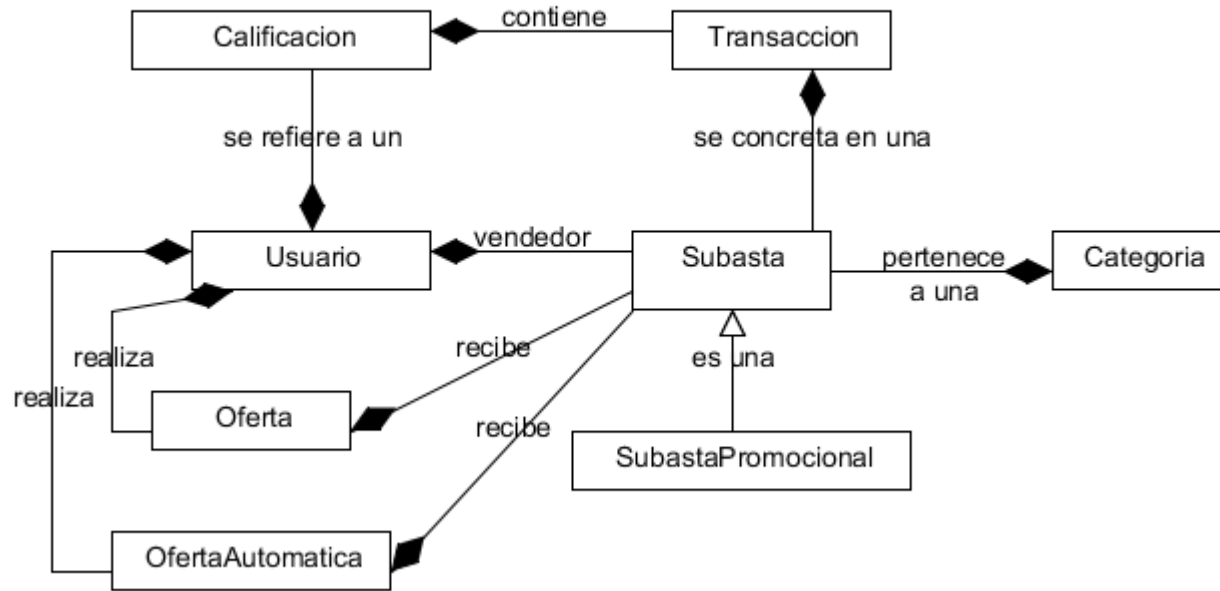 Calificacion
contiene
Transaccion
se refiere a un
se concreta en una
Usuario
vendedor
Subasta
pertenece
a una
Categoria
realiza
realiza
recibe
es una
Oferta
recibe
SubastaPromocional
OfertaAutomatica